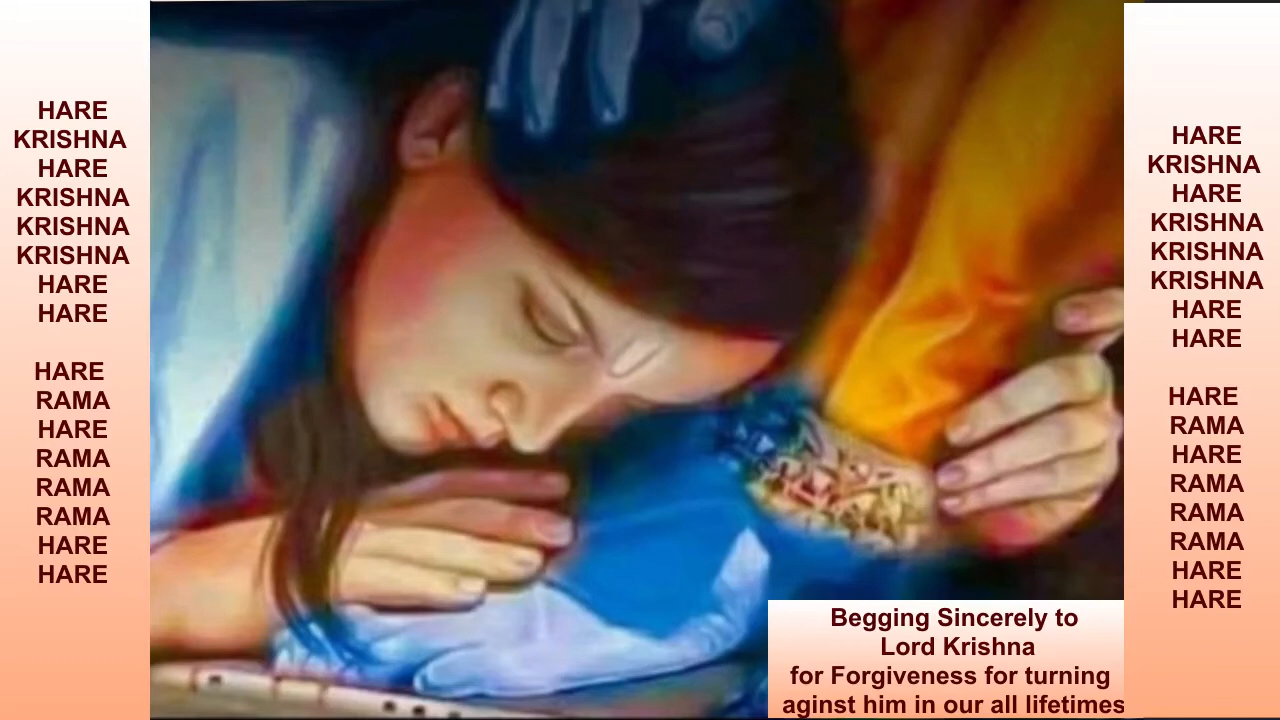 HARE
KRISHNA
HARE
KRISHNA
KRISHNA
KRISHNA
HARE
HARE
HARE
RAMA
HARE
RAMA
RAMA
RAMA
HARE
HARE
HARE
KRISHNA
HARE
KRISHNA
KRISHNA
KRISHNA
HARE
HARE
HARE
RAMA
HARE
RAMA
RAMA
RAMA
HARE
HARE
Begging Sincerely to
Lord Krishna
for Forgiveness for turning
aginst him in our all lifetimes